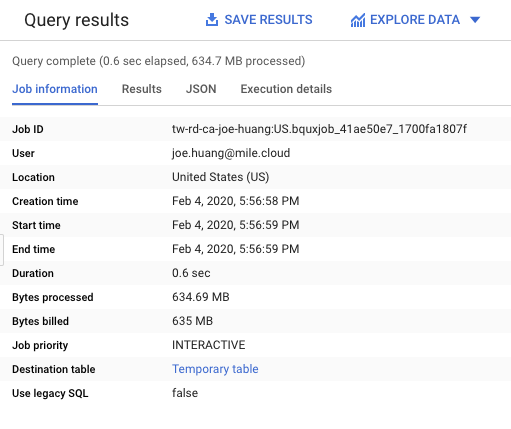 Query results SAVE RESULTS EXPLORE DATA
Query complete (0.6 sec elapsed, 634.7 MB processed)
Job information Results JSON Execution details
Job ID tw-rd-ca-joe-huang:US.bquxjob_41ae50e7_1700fa1807f
User joe.huang@mile.cloud
Location United States (US)
Creation time Feb 4, 2020, 5:56:58 PM
Start time Feb 4, 2020, 5:56:59 PM
End time Feb 4, 2020, 5:56:59 PM
Duration 0.6 sec
Bytes processed 634.69 MB
Bytes billed 635 MB
Job priority INTERACTIVE
Destination table Temporary table
Use legacy SQL false